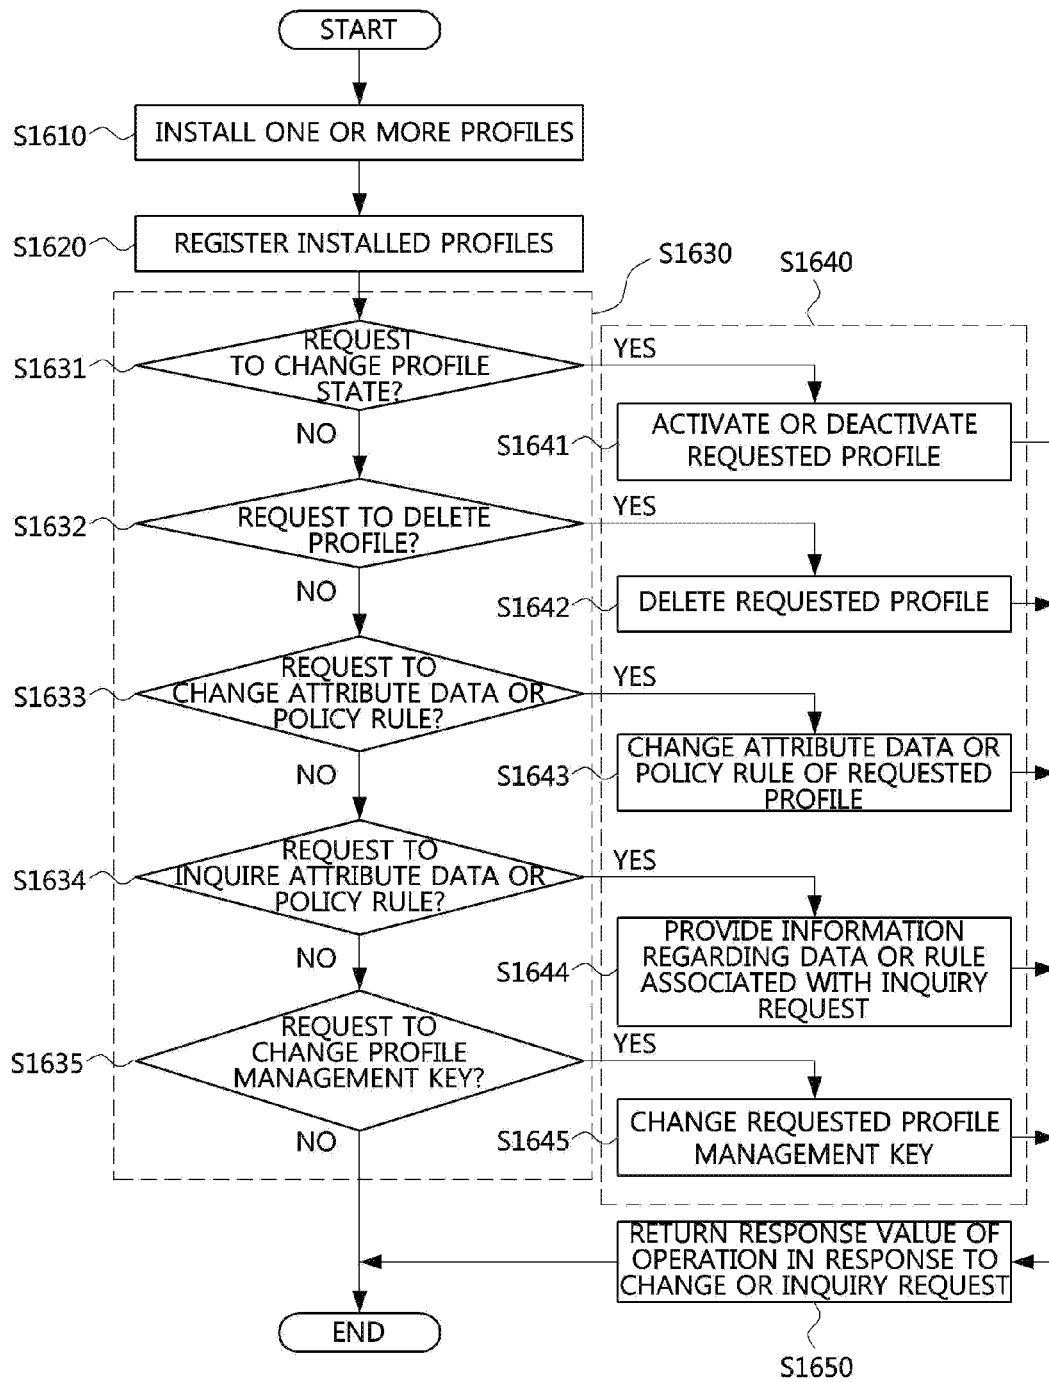 START
S1610
INSTALL ONE OR MORE PROFILES
S1620
REGISTER INSTALLED PROFILES
S1630
S1640
S1631
REQUEST
TO CHANGE PROFILE
STATE?
YES
NO
S1641
ACTIVATE OR DEACTIVATE
REQUESTED PROFILE
S1632
REQUEST TO DELETE
PROFILE?
YES
NO
S1642
DELETE REQUESTED PROFILE
S1633
REQUEST TO
CHANGE ATTRIBUTE DATA OR
POLICY RULE?
YES
NO
S1643
CHANGE ATTRIBUTE DATA OR
POLICY RULE OF REQUESTED
PROFILE
S1634
REQUEST TO
INQUIRE ATTRIBUTE DATA OR
POLICY RULE?
YES
NO
S1644
PROVIDE INFORMATION
REGARDING DATA OR RULE
ASSOCIATED WITH INQUIRY
REQUEST
S1635
REQUEST TO
CHANGE PROFILE
MANAGEMENT KEY?
YES
NO
S1645
CHANGE REQUESTED PROFILE
MANAGEMENT KEY
RETURN RESPONSE VALUE OF
OPERATION IN RESPONSE TO
CHANGE OR INQUIRY REQUEST
END
S1650